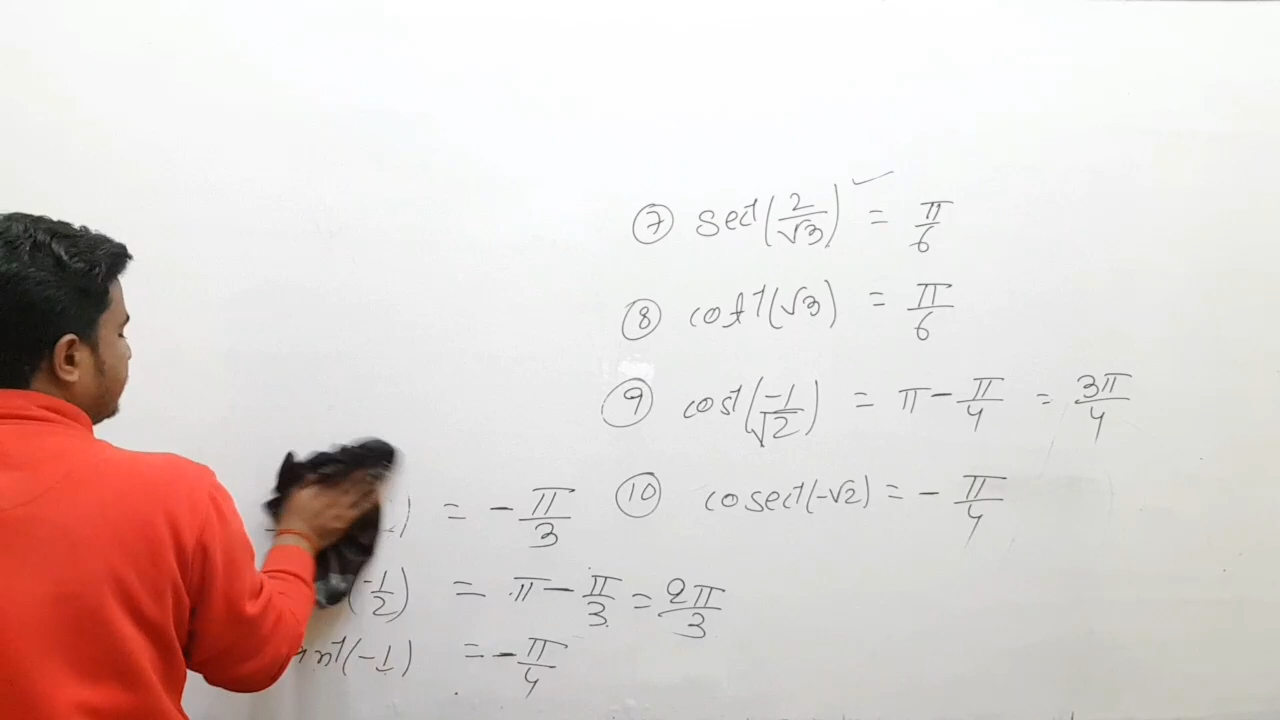 ⑦ sec⁻¹(2/√3) ✓ = π/6
⑧ cot⁻¹(√3) = π/6
⑨ cos⁻¹(-1/√2) = π - π/4 = 3π/4
⑩ cosec⁻¹(-√2) = - π/4
= - π/3
(-1/2) = π - π/3 = 2π/3
(-1) = - π/4